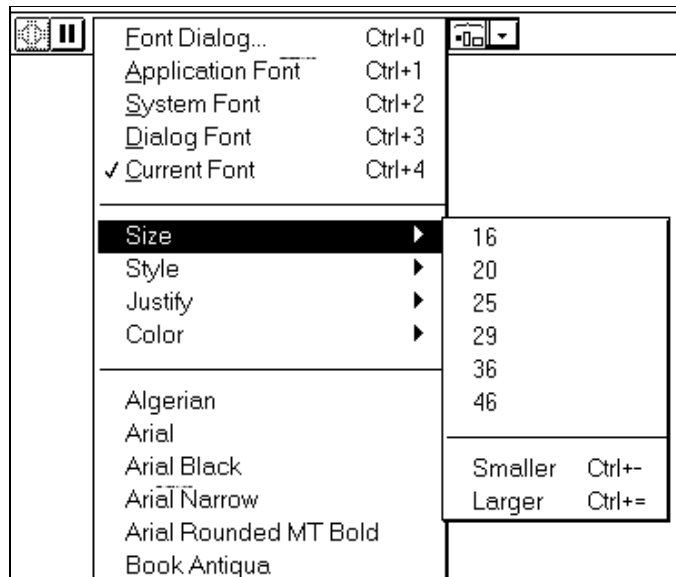 Font Dialog... Ctrl+0
Application Font Ctrl+1
System Font Ctrl+2
Dialog Font Ctrl+3
✓ Current Font Ctrl+4
Size
Style
Justify
Color
Algerian
Arial
Arial Black
Arial Narrow
Arial Rounded MT Bold
Book Antiqua
16
20
25
29
36
46
Smaller Ctrl+-
Larger Ctrl+=